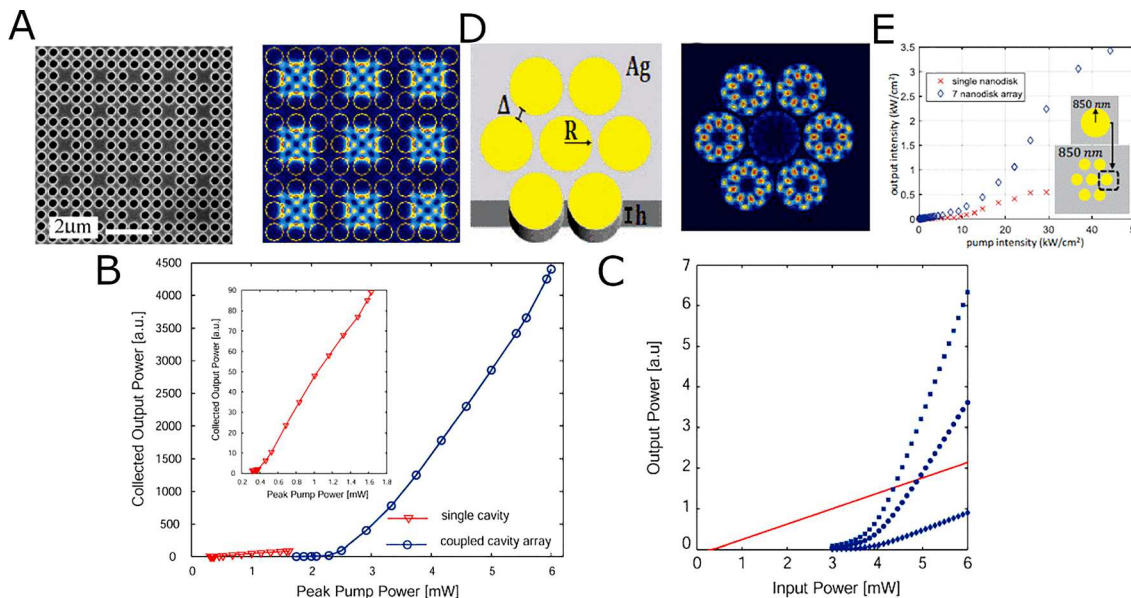 A
2μm
D
Ag
Δ
R
h
E
3.5
3
2.5
2
1.5
1
0.5
0
output intensity (kW/cm²)
× single nanodisk
◊ 7 nanodisk array
850 nm
850 nm
0 10 20 30 40
pump intensity (kW/cm²)
B
4500
4000
3500
3000
2500
2000
1500
1000
500
0
Collected Output Power [a.u.]
90
80
70
60
50
40
30
20
10
0
Collected Output Power [a.u.]
0.2 0.4 0.6 0.8 1 1.2 1.4 1.6 1.8
Peak Pump Power [mW]
single cavity
coupled cavity array
1 2 3 4 5 6
Peak Pump Power [mW]
C
7
6
5
4
3
2
1
0
Output Power [a.u]
0 1 2 3 4 5 6
Input Power [mW]